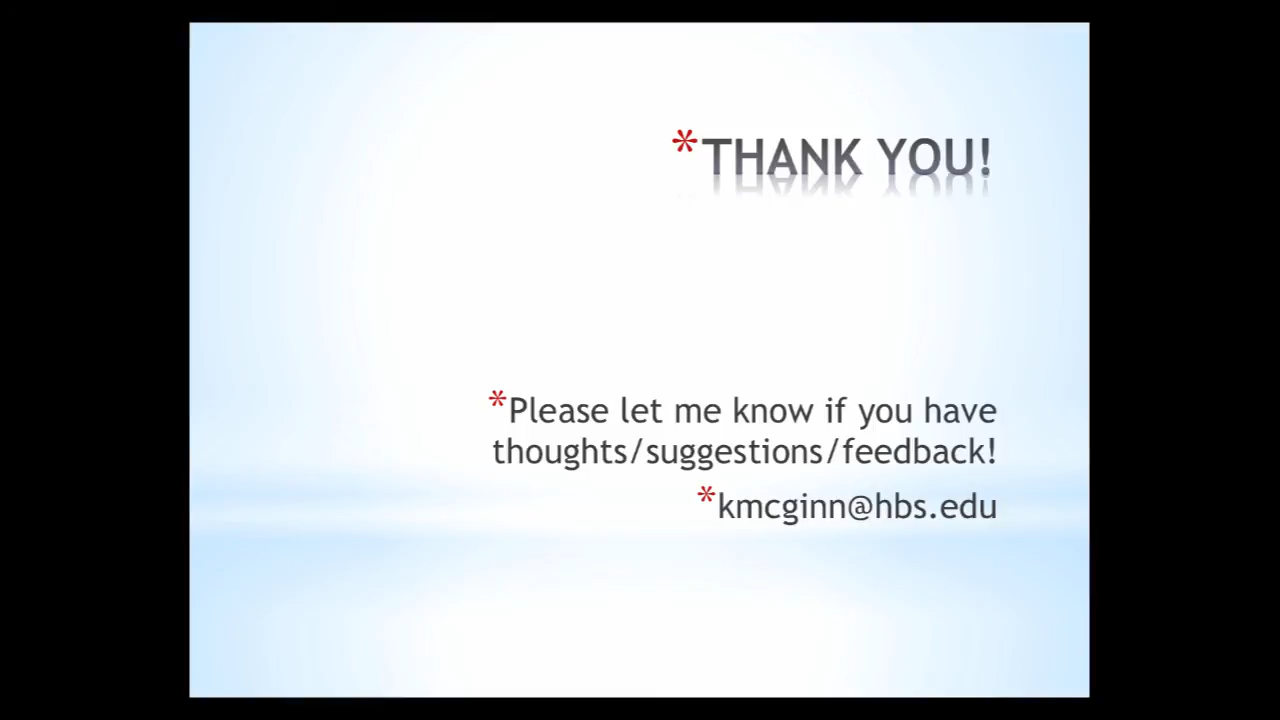 *THANK YOU!
*Please let me know if you have
thoughts/suggestions/feedback!
*kmcginn@hbs.edu